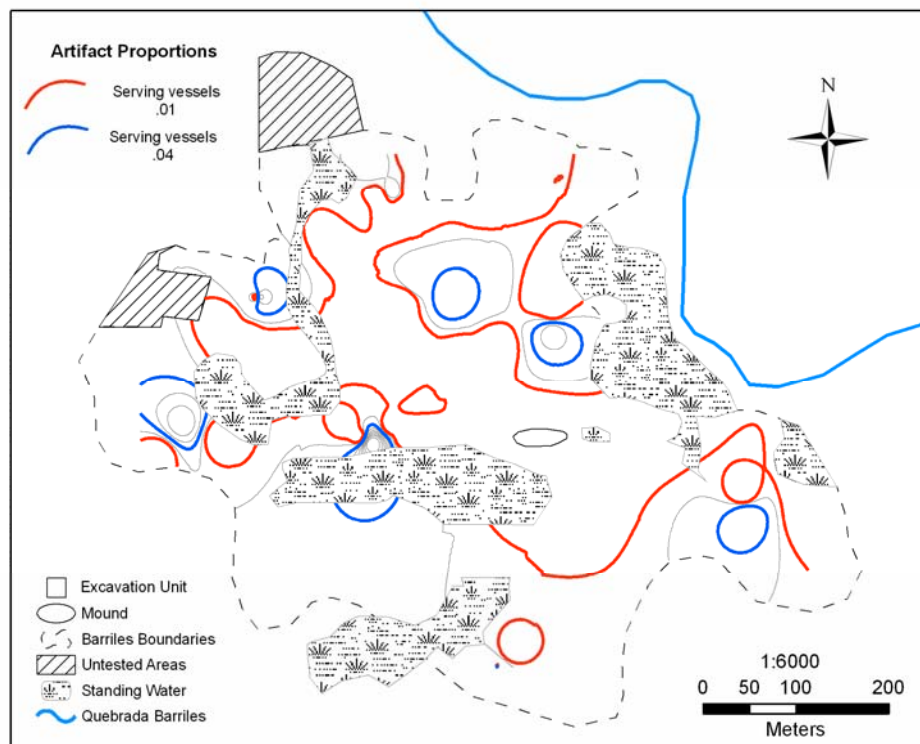 Artifact Proportions
Serving vessels
.01
Serving vessels
.04
N
Excavation Unit
Mound
Barriles Boundaries
Untested Areas
Standing Water
Quebrada Barriles
1:6000
0 50 100 200
Meters